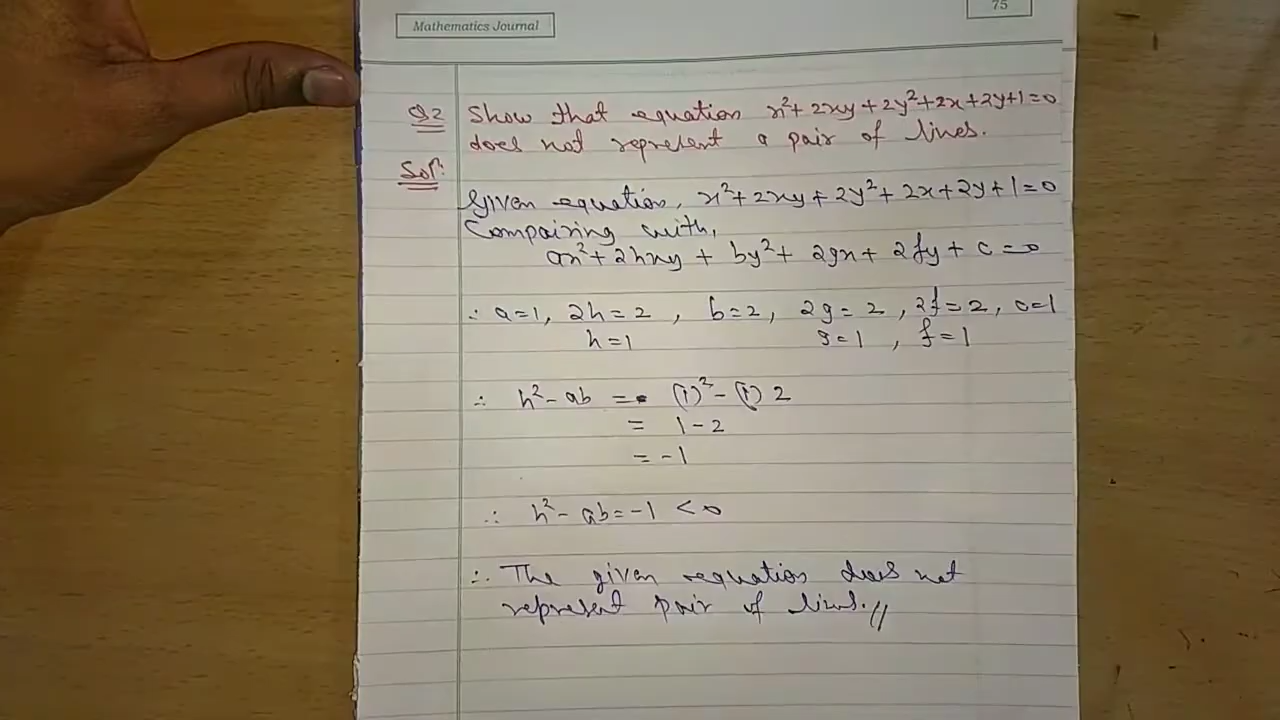 75
Mathematics Journal
Q2 Show that equation x²+2xy+2y²+2x+2y+1=0
does not represent a pair of lines.
Solⁿ:
Given equation, x²+2xy+2y²+2x+2y+1=0
Compairing with,
ax²+2hxy+by²+2gx+2fy+c=0
∴ a=1, 2h=2, b=2, 2g=2, 2f=2, c=1
h=1 g=1, f=1
∴ h²-ab = (1)²-(1)2
= 1-2
= -1
∴ h²-ab=-1 <0
∴ The given equation does not
represent pair of lines.//